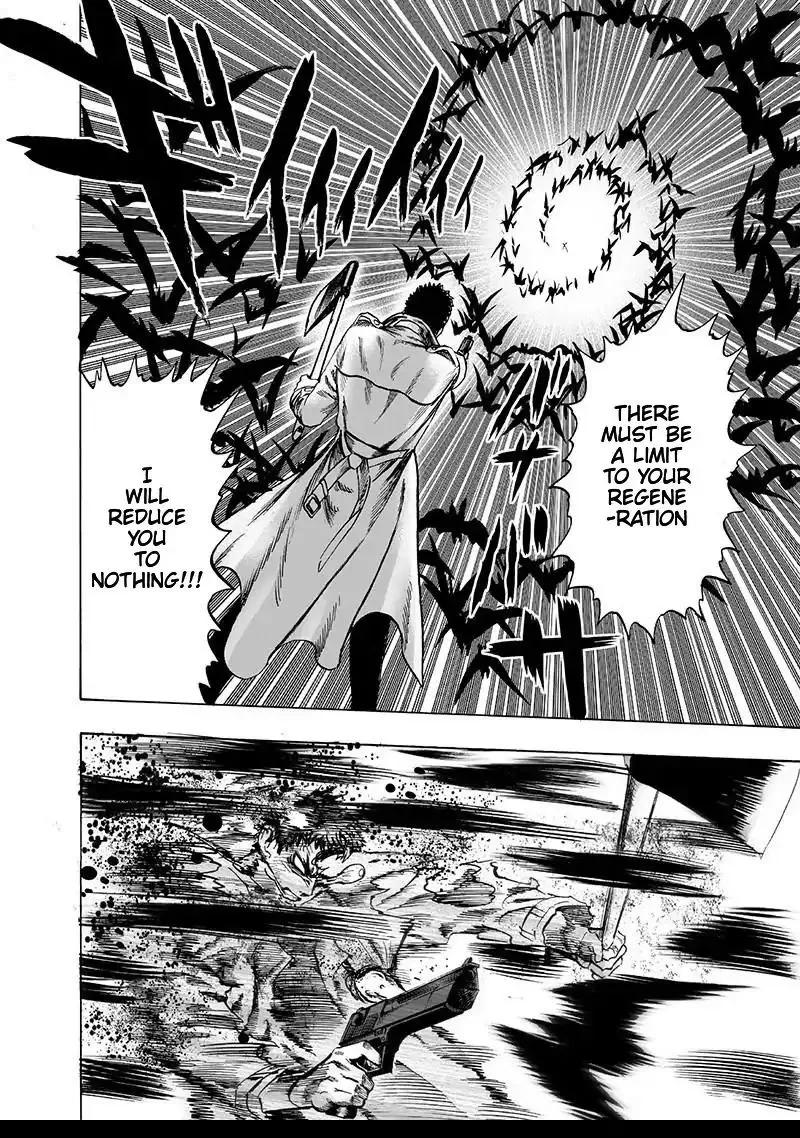 THERE
MUST BE
A LIMIT
TO YOUR
REGENE
-RATION
I
WILL
REDUCE
YOU
TO
NOTHING!!!